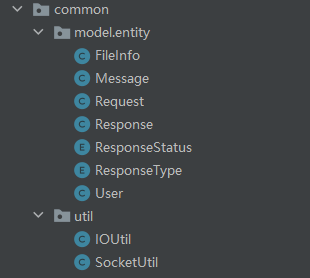 common
model.entity
C FileInfo
C Message
C Request
C Response
E ResponseStatus
E ResponseType
C User
util
C IOUtil
C SocketUtil